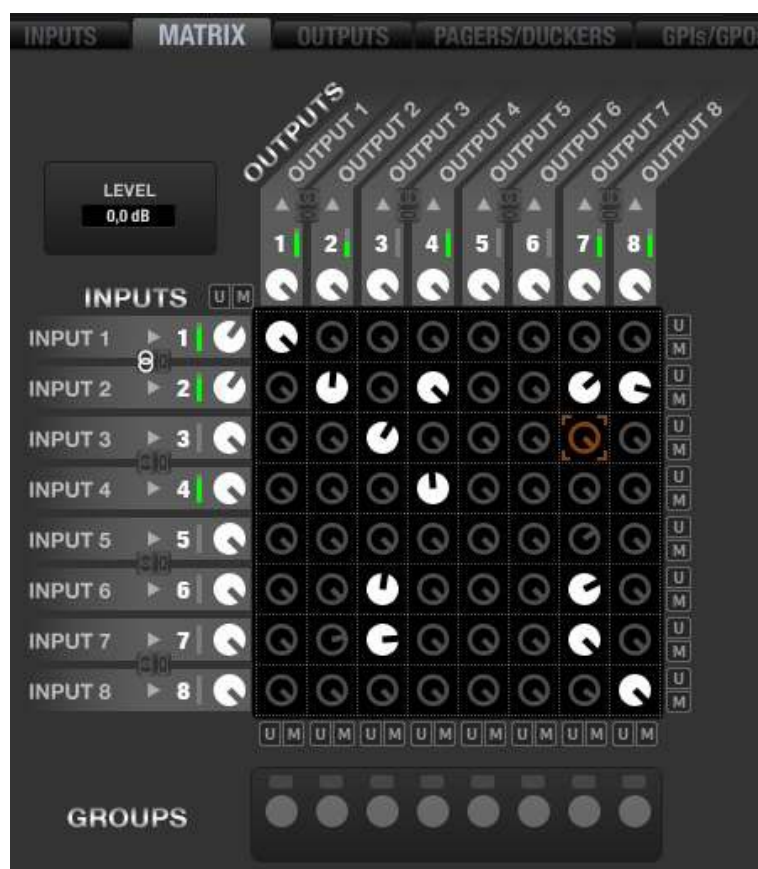 INPUTS MATRIX OUTPUTS PAGERS/DUCKERS GPIs/GPO
OUTPUTS OUTPUT 1 OUTPUT 2 OUTPUT 3 OUTPUT 4 OUTPUT 5 OUTPUT 6 OUTPUT 7 OUTPUT 8
LEVEL
0,0 dB
1 2 3 4 5 6 7 8
INPUTS U M
INPUT 1 1 U M
INPUT 2 2 U M
INPUT 3 3 U M
INPUT 4 4 U M
INPUT 5 5 U M
INPUT 6 6 U M
INPUT 7 7 U M
INPUT 8 8 U M
U M U M U M U M U M U M U M U M
GROUPS